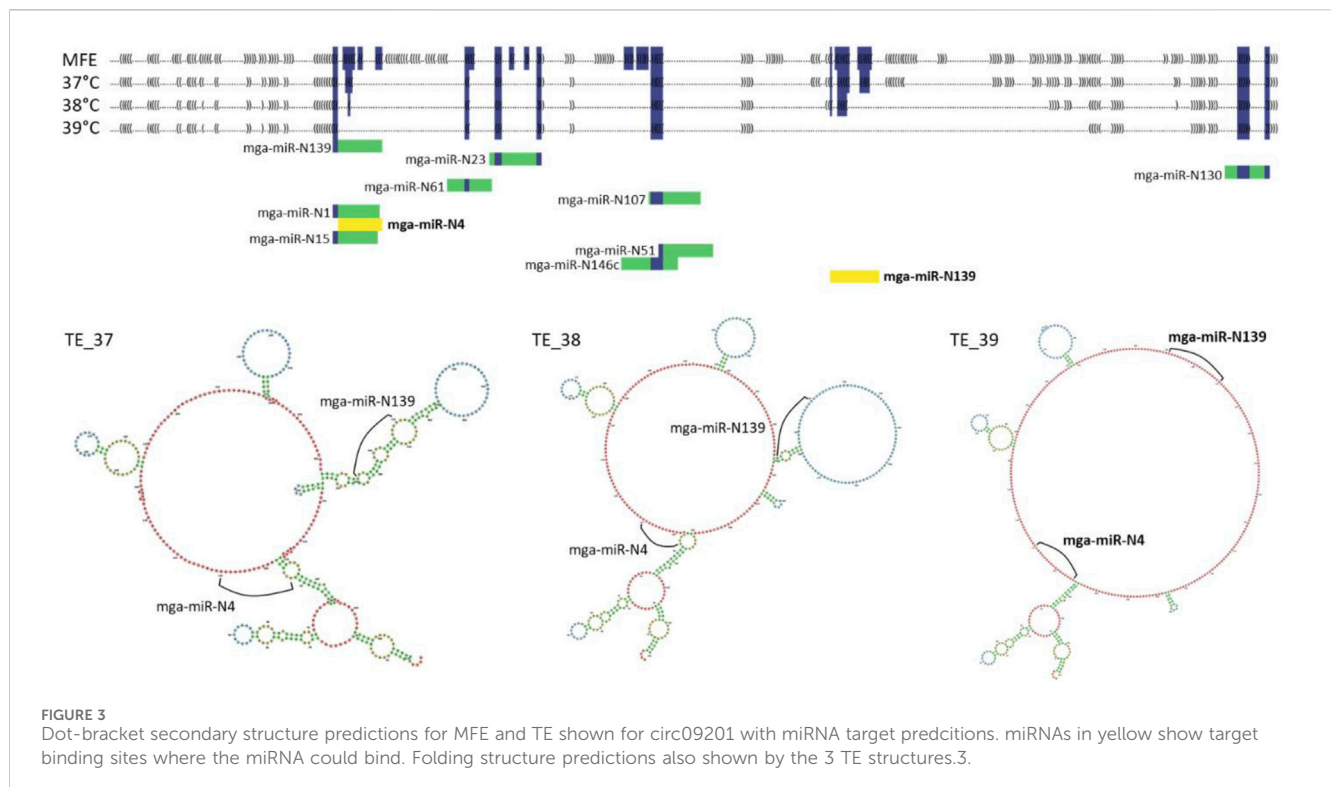 MFE
37°C
38°C
39°C
mga-miR-N139
mga-miR-N23
mga-miR-N130
mga-miR-N61
mga-miR-N107
mga-miR-N1
mga-miR-N4
mga-miR-N15
mga-miR-N51
mga-miR-N146c
mga-miR-N139
TE_37
mga-miR-N139
mga-miR-N4
TE_38
mga-miR-N139
mga-miR-N4
TE_39
mga-miR-N139
mga-miR-N4
FIGURE 3
Dot-bracket secondary structure predictions for MFE and TE shown for circ09201 with miRNA target predcitions. miRNAs in yellow show target
binding sites where the miRNA could bind. Folding structure predictions also shown by the 3 TE structures.3.